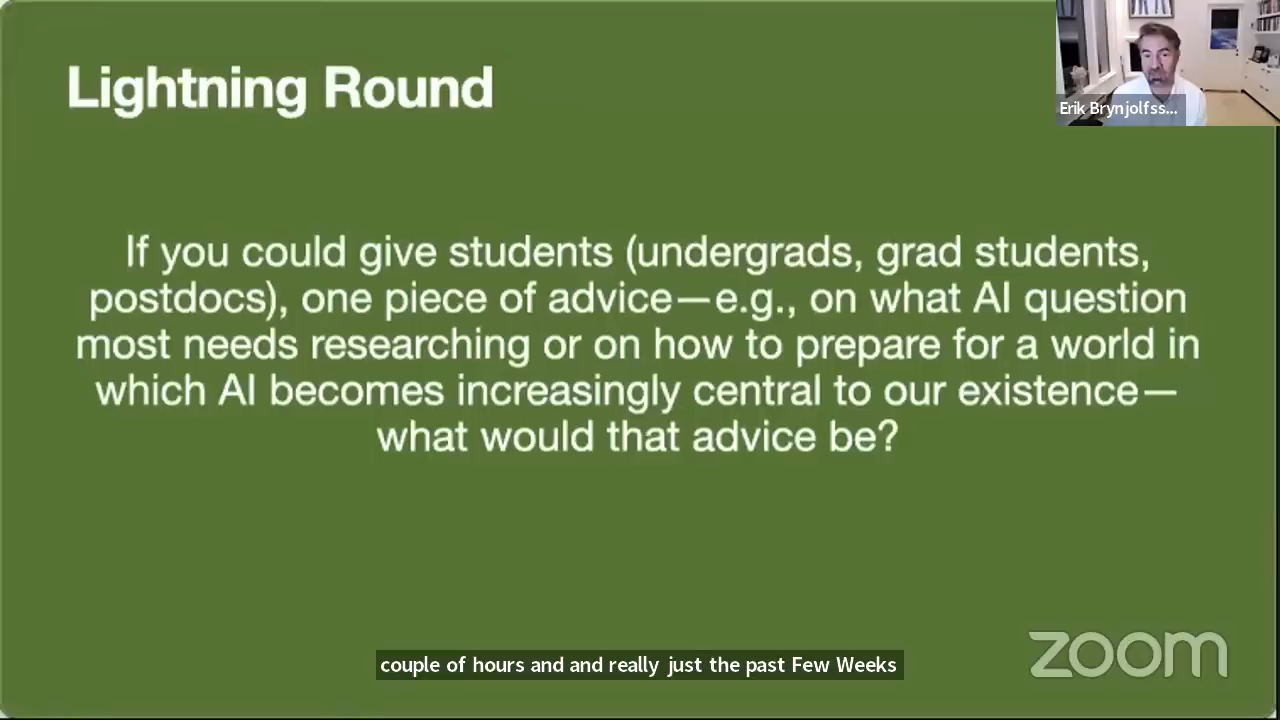 Lightning Round
Erik Brynjolfss...
If you could give students (undergrads, grad students,
postdocs), one piece of advice—e.g., on what AI question
most needs researching or on how to prepare for a world in
which AI becomes increasingly central to our existence—
what would that advice be?
zoom
couple of hours and and really just the past Few Weeks